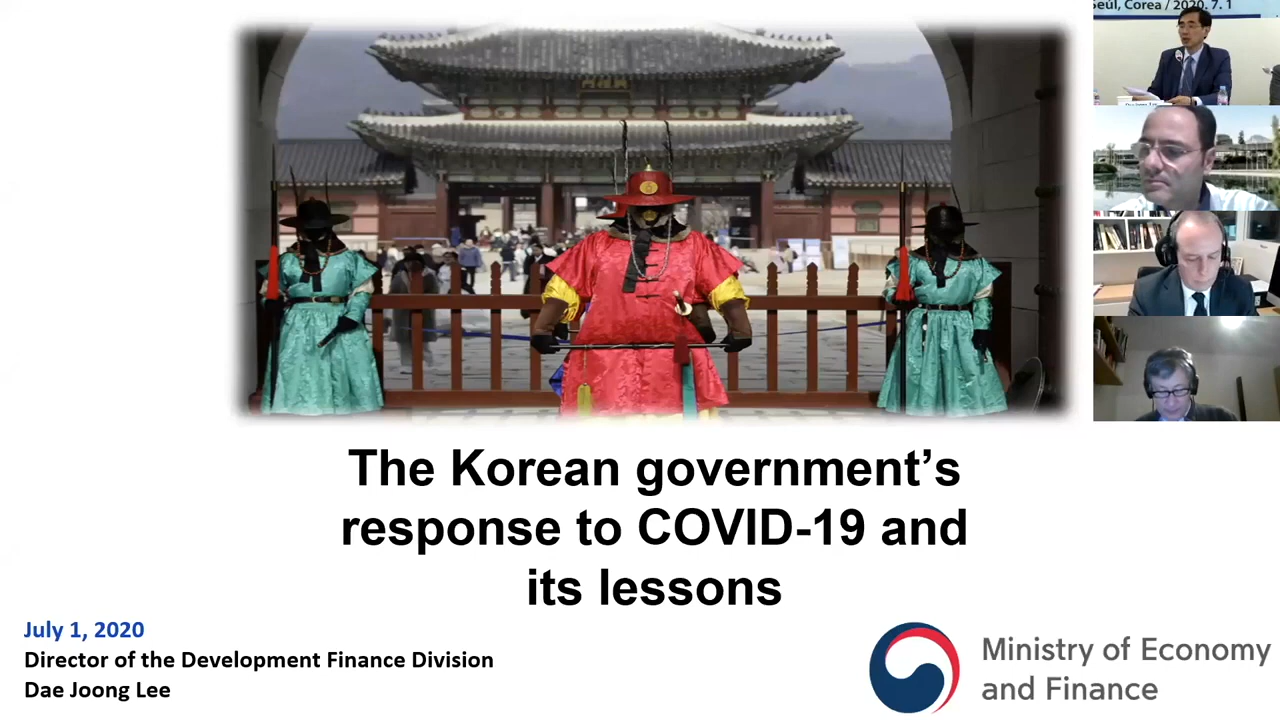 Seúl, Corea / 2020. 7. 1
The Korean government’s
response to COVID-19 and
its lessons
July 1, 2020
Director of the Development Finance Division
Dae Joong Lee
Ministry of Economy
and Finance